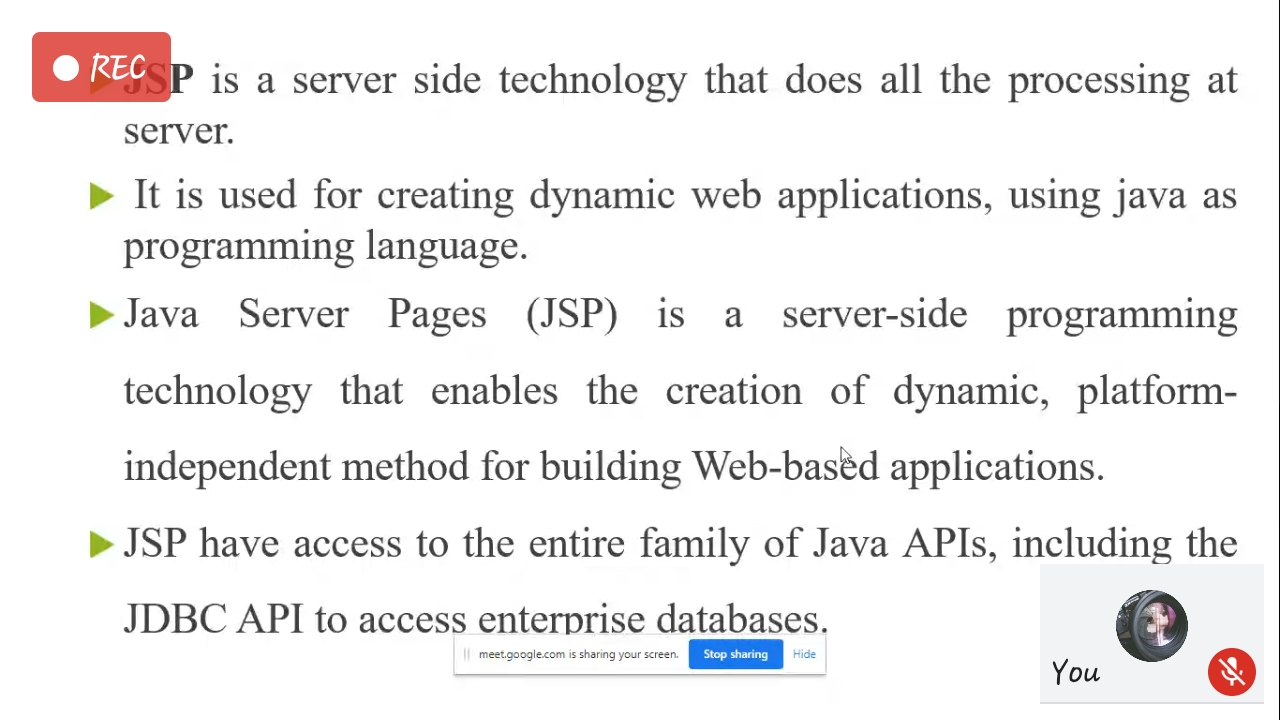 REC
JSP is a server side technology that does all the processing at
server.
It is used for creating dynamic web applications, using java as
programming language.
Java Server Pages (JSP) is a server-side programming
technology that enables the creation of dynamic, platform-
independent method for building Web-based applications.
JSP have access to the entire family of Java APIs, including the
JDBC API to access enterprise databases.
meet.google.com is sharing your screen. Stop sharing Hide
You